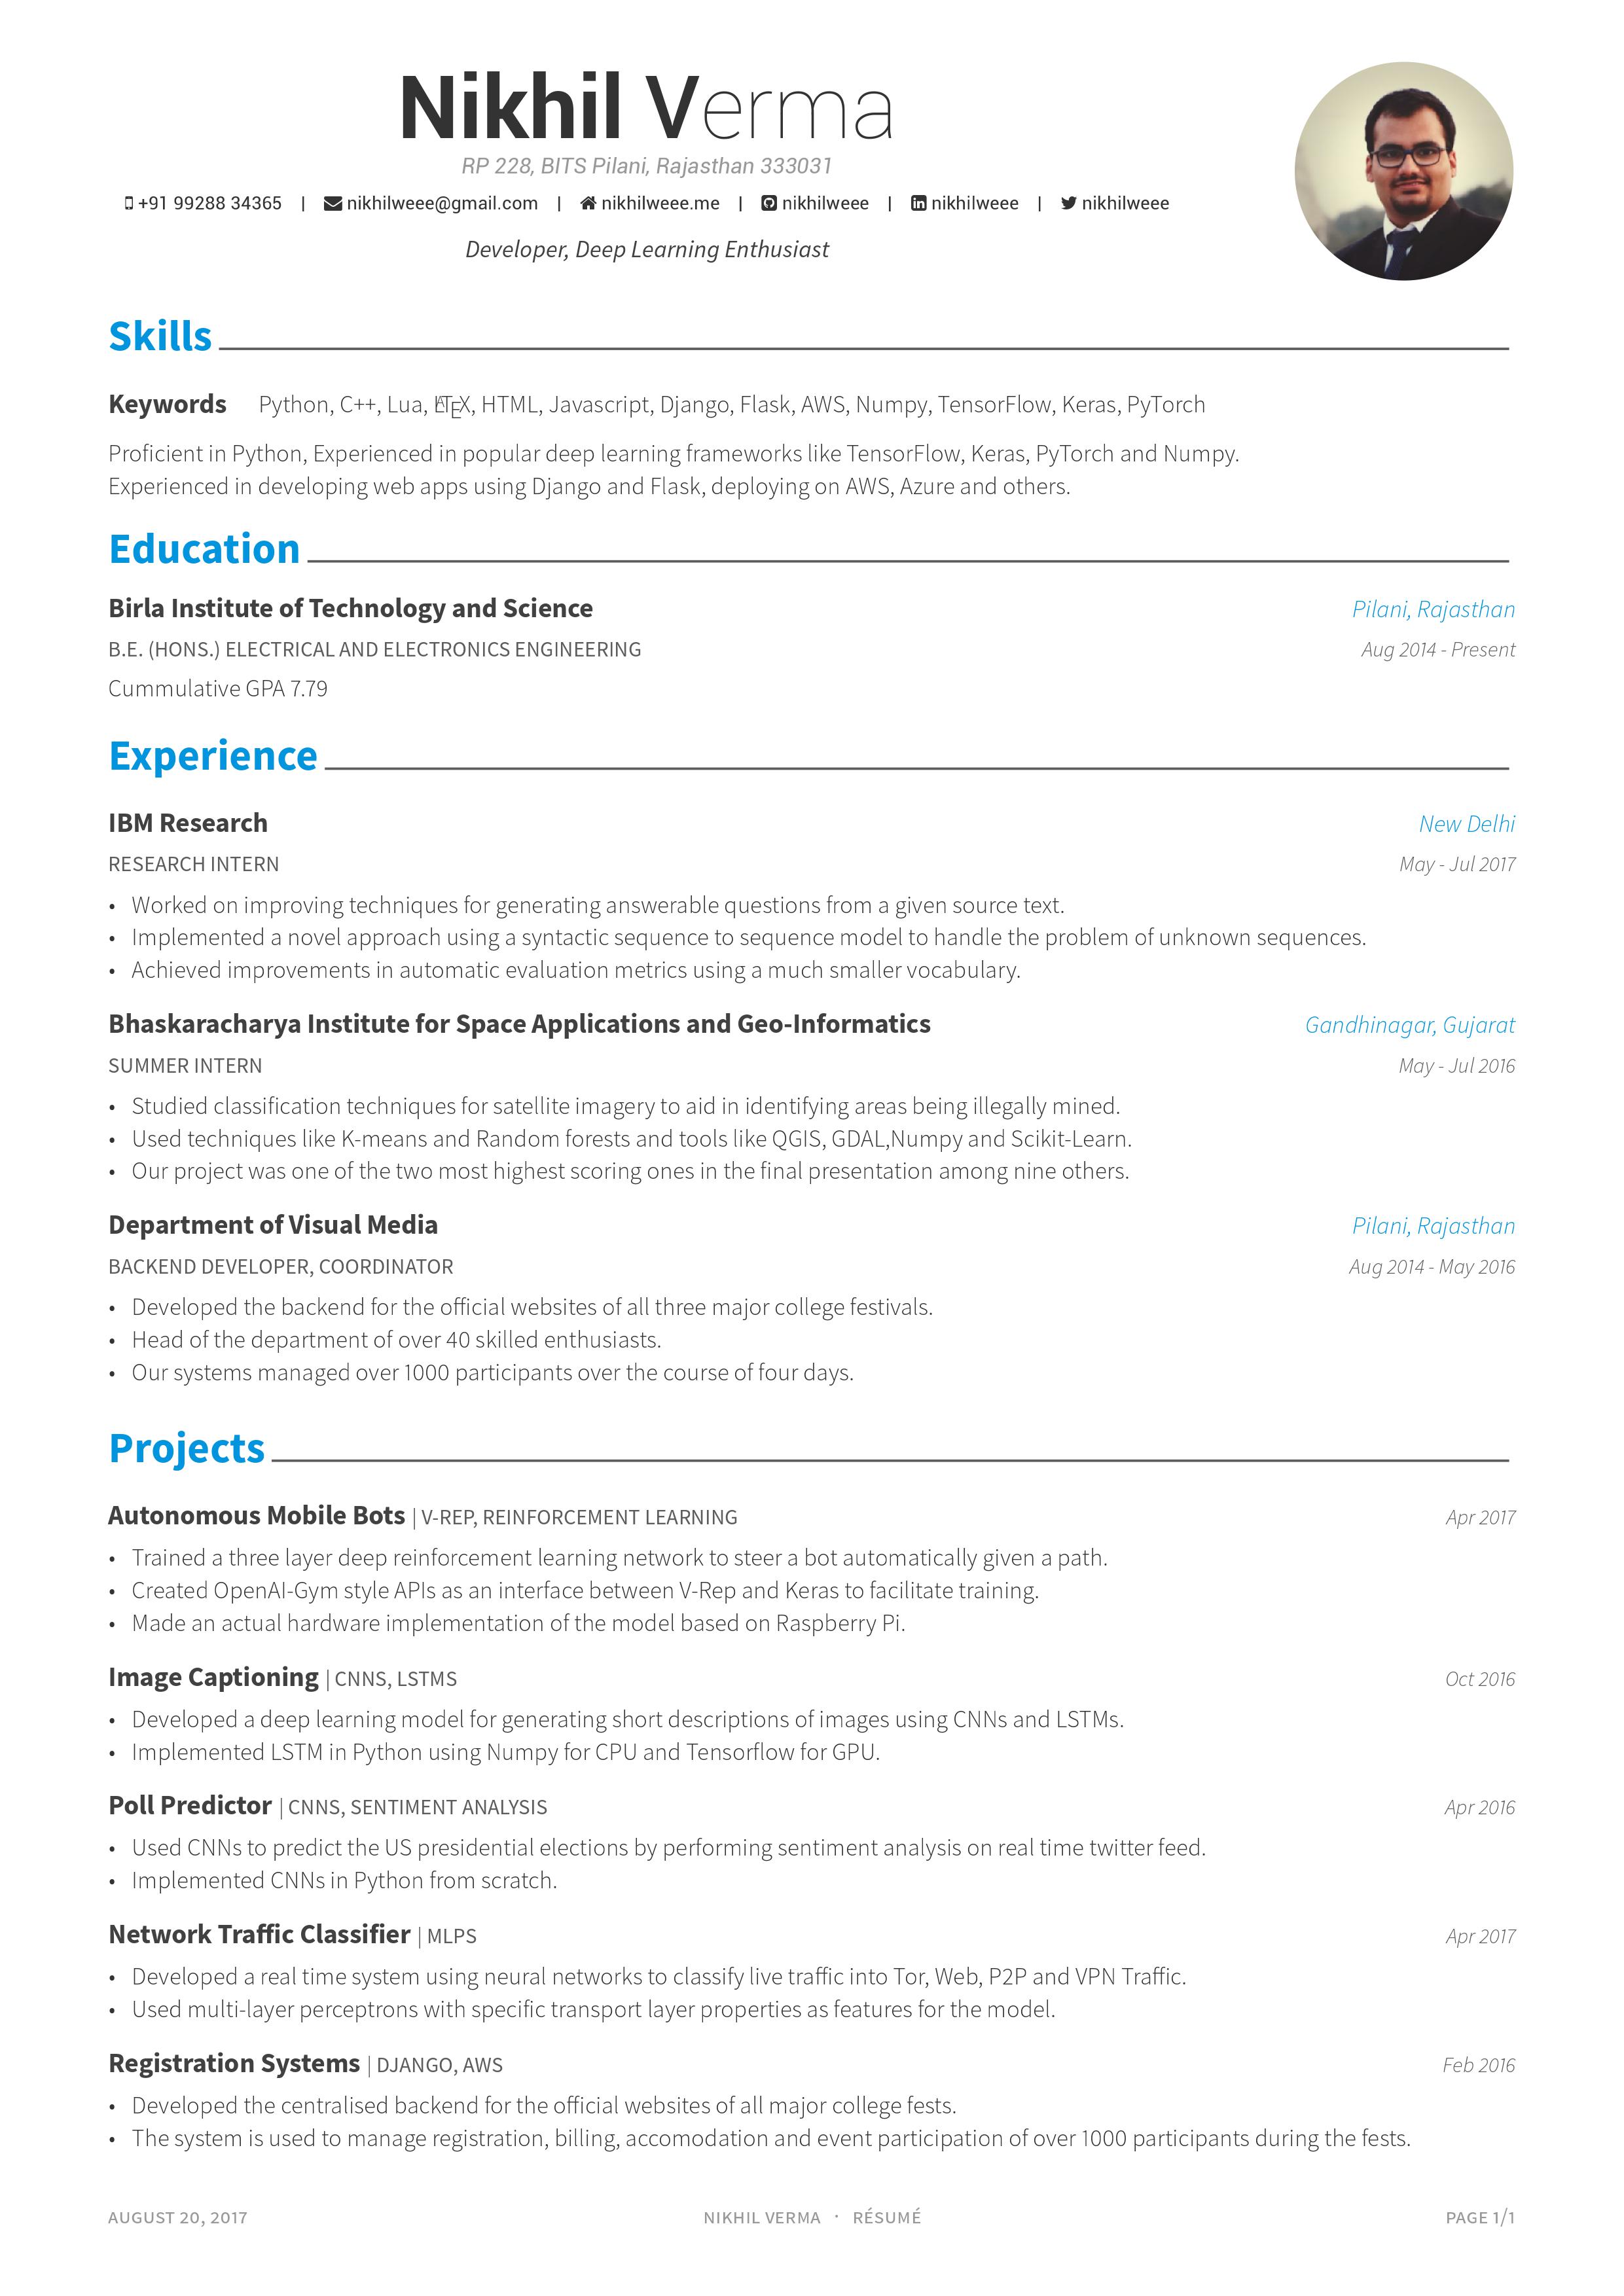 Nikhil Verma
RP 228, BITS Pilani, Rajasthan 333031
+91 99288 34365 | nikhilweee@gmail.com | nikhilweee.me | nikhilweee | nikhilweee | nikhilweee
Developer, Deep Learning Enthusiast
Skills
Keywords Python, C++, Lua, LATEX, HTML, Javascript, Django, Flask, AWS, Numpy, TensorFlow, Keras, PyTorch
Proficient in Python, Experienced in popular deep learning frameworks like TensorFlow, Keras, PyTorch and Numpy.
Experienced in developing web apps using Django and Flask, deploying on AWS, Azure and others.
Education
Birla Institute of Technology and Science Pilani, Rajasthan
B.E. (HONS.) ELECTRICAL AND ELECTRONICS ENGINEERING Aug 2014 - Present
Cummulative GPA 7.79
Experience
IBM Research New Delhi
RESEARCH INTERN May - Jul 2017
• Worked on improving techniques for generating answerable questions from a given source text.
• Implemented a novel approach using a syntactic sequence to sequence model to handle the problem of unknown sequences.
• Achieved improvements in automatic evaluation metrics using a much smaller vocabulary.
Bhaskaracharya Institute for Space Applications and Geo-Informatics Gandhinagar, Gujarat
SUMMER INTERN May - Jul 2016
• Studied classification techniques for satellite imagery to aid in identifying areas being illegally mined.
• Used techniques like K-means and Random forests and tools like QGIS, GDAL,Numpy and Scikit-Learn.
• Our project was one of the two most highest scoring ones in the final presentation among nine others.
Department of Visual Media Pilani, Rajasthan
BACKEND DEVELOPER, COORDINATOR Aug 2014 - May 2016
• Developed the backend for the official websites of all three major college festivals.
• Head of the department of over 40 skilled enthusiasts.
• Our systems managed over 1000 participants over the course of four days.
Projects
Autonomous Mobile Bots | V-REP, REINFORCEMENT LEARNING Apr 2017
• Trained a three layer deep reinforcement learning network to steer a bot automatically given a path.
• Created OpenAI-Gym style APIs as an interface between V-Rep and Keras to facilitate training.
• Made an actual hardware implementation of the model based on Raspberry Pi.
Image Captioning | CNNS, LSTMS Oct 2016
• Developed a deep learning model for generating short descriptions of images using CNNs and LSTMs.
• Implemented LSTM in Python using Numpy for CPU and Tensorflow for GPU.
Poll Predictor | CNNS, SENTIMENT ANALYSIS Apr 2016
• Used CNNs to predict the US presidential elections by performing sentiment analysis on real time twitter feed.
• Implemented CNNs in Python from scratch.
Network Traffic Classifier | MLPS Apr 2017
• Developed a real time system using neural networks to classify live traffic into Tor, Web, P2P and VPN Traffic.
• Used multi-layer perceptrons with specific transport layer properties as features for the model.
Registration Systems | DJANGO, AWS Feb 2016
• Developed the centralised backend for the official websites of all major college fests.
• The system is used to manage registration, billing, accomodation and event participation of over 1000 participants during the fests.
AUGUST 20, 2017 NIKHIL VERMA · RÉSUMÉ PAGE 1/1